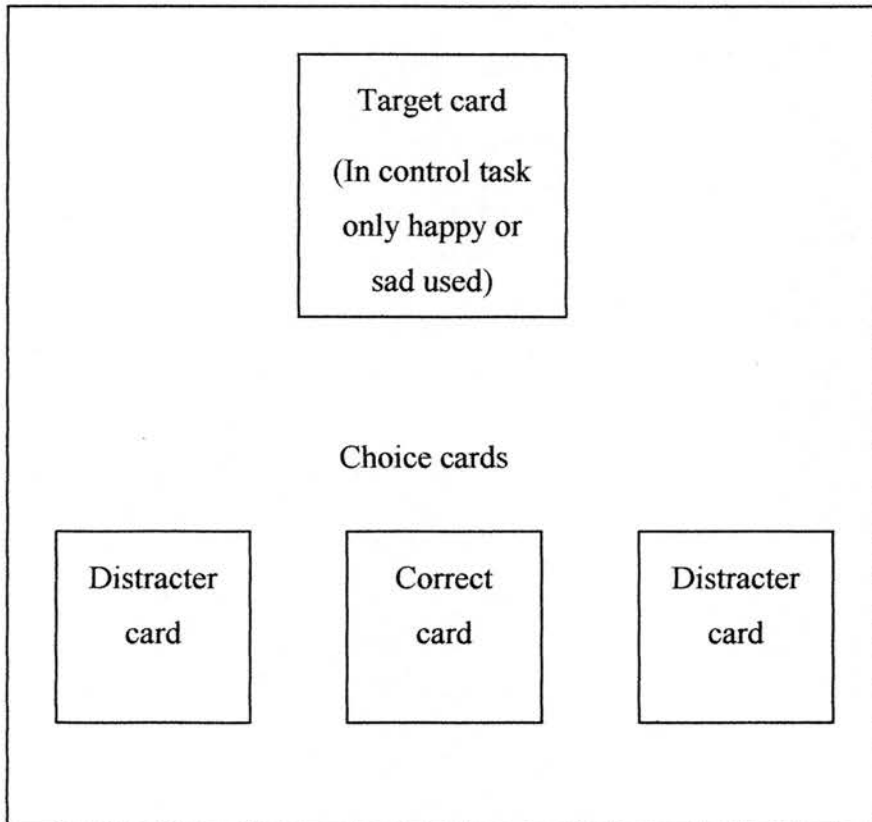 Target card
(In control task
only happy or
sad used)
Choice cards
Distracter
card
Correct
card
Distracter
card